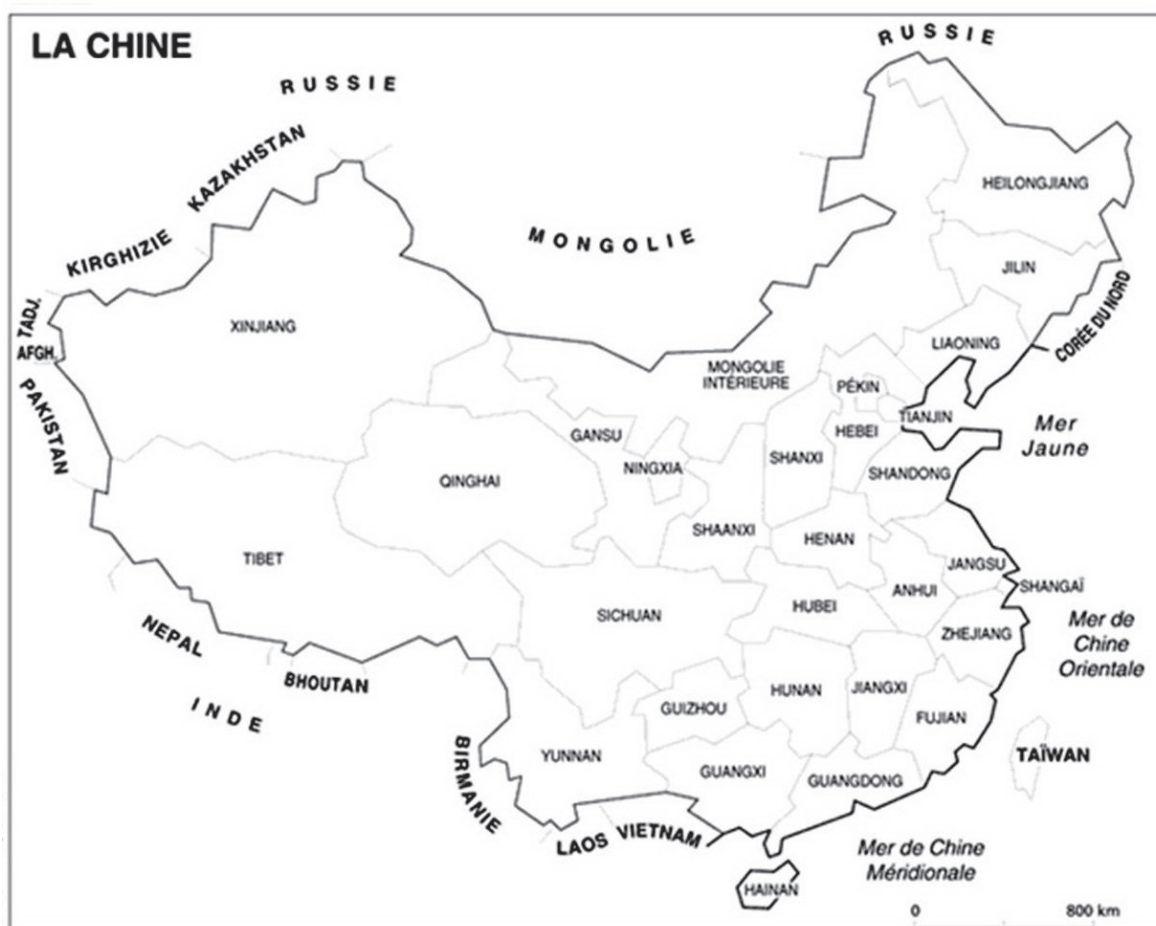 LA CHINE
RUSSIE
RUSSIE
KAZAKHSTAN
KIRGHIZIE
MONGOLIE
HEILONGJIANG
JILIN
TADJ.
AFGH.
PAKISTAN
XINJIANG
CORÉE DU NORD
LIAONING
MONGOLIE
INTÉRIEURE
PÉKIN
TIANJIN
HEBEI
Mer
Jaune
GANSU
NINGXIA
SHANXI
SHANDONG
QINGHAI
SHAANXI
HENAN
TIBET
JANGSU
SHANGAÏ
ANHUI
HUBEI
SICHUAN
ZHEJIANG
Mer de
Chine
Orientale
NEPAL
BHOUTAN
INDE
HUNAN
JIANGXI
GUIZHOU
FUJIAN
YUNNAN
GUANGXI
GUANGDONG
TAÏWAN
BIRMANIE
LAOS
VIETNAM
Mer de Chine
Méridionale
HAINAN
0 800 km